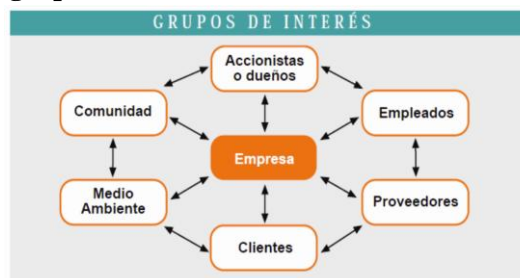 GRUPOS DE INTERÉS
Accionistas
o dueños
Comunidad
Empleados
Empresa
Medio
Ambiente
Proveedores
Clientes